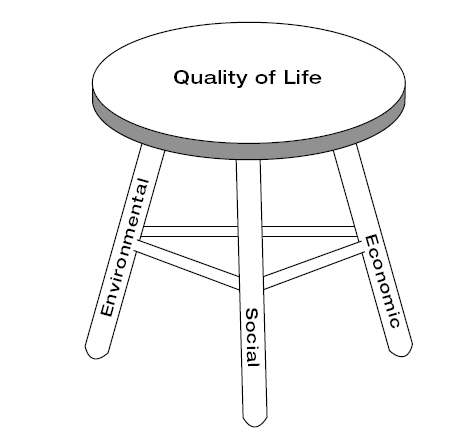 Quality of Life
Environmental
Social
Economic